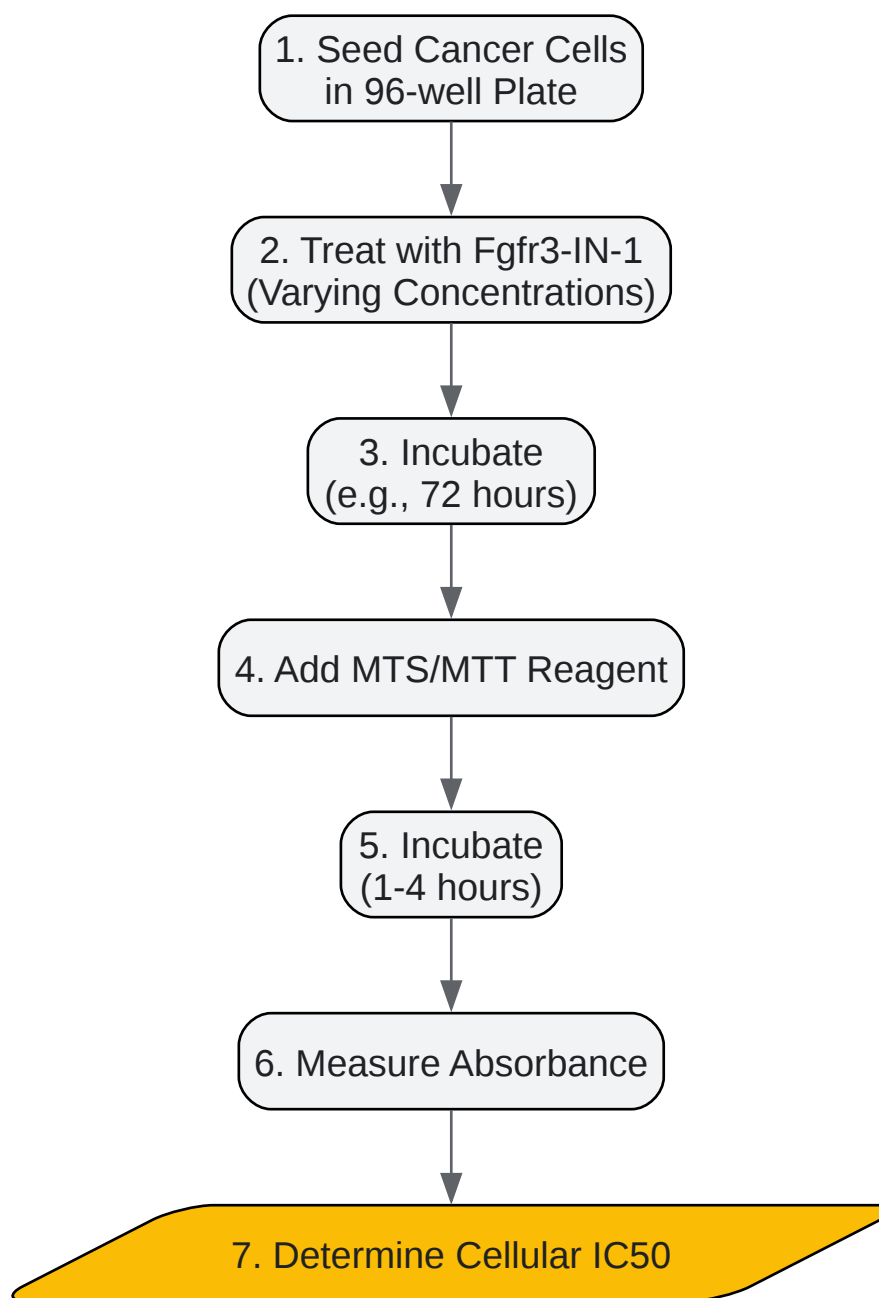 1. Seed Cancer Cells
in 96-well Plate
2. Treat with Fgfr3-IN-1
(Varying Concentrations)
3. Incubate
(e.g., 72 hours)
4. Add MTS/MTT Reagent
5. Incubate
(1-4 hours)
6. Measure Absorbance
7. Determine Cellular IC50